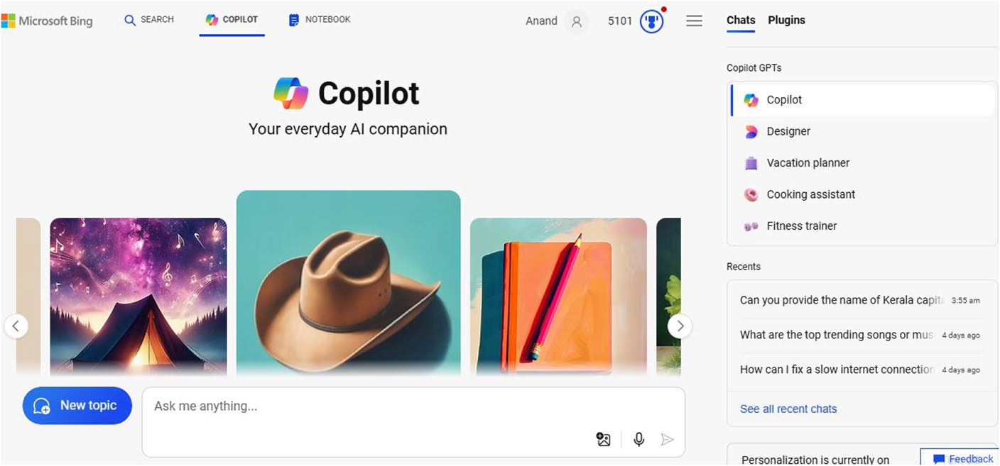 Microsoft Bing
SEARCH
COPILOT
NOTEBOOK
Anand
5101
Copilot
Your everyday AI companion
New topic
Ask me anything...
Chats
Plugins
Copilot GPTs
Copilot
Designer
Vacation planner
Cooking assistant
Fitness trainer
Recents
Can you provide the name of Kerala capita 3:55 am
What are the top trending songs or mus 4 days ago
How can I fix a slow internet connection 4 days ago
See all recent chats
Personalization is currently on
Feedback